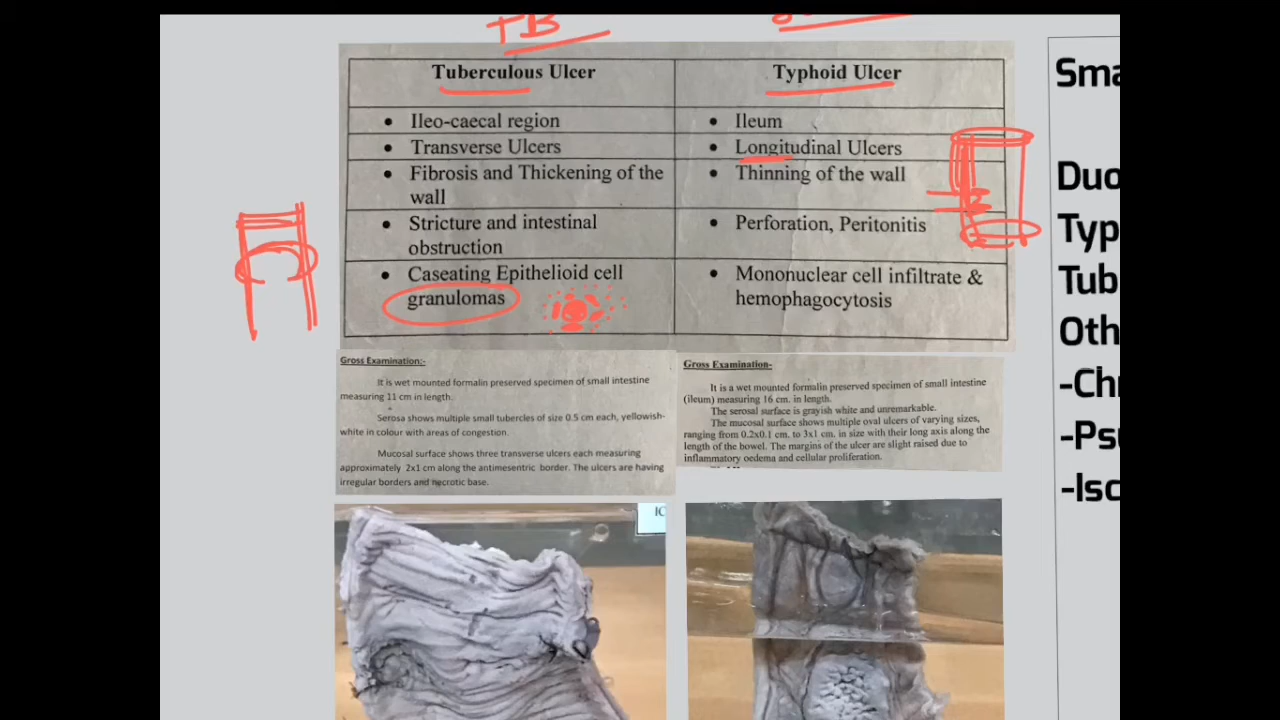 TB
Tuberculous Ulcer
Typhoid Ulcer
• Ileo-caecal region
• Ileum
• Transverse Ulcers
• Longitudinal Ulcers
• Fibrosis and Thickening of the
wall
• Thinning of the wall
• Stricture and intestinal
obstruction
• Perforation, Peritonitis
• Caseating Epithelioid cell
granulomas
• Mononuclear cell infiltrate &
hemophagocytosis
Gross Examination:-
It is wet mounted formalin preserved specimen of small intestine
measuring 11 cm in length.
Serosa shows multiple small tubercles of size 0.5 cm each, yellowish-
white in colour with areas of congestion.
Mucosal surface shows three transverse ulcers each measuring
approximately 2x1 cm along the antimesentric border. The ulcers are having
irregular borders and necrotic base.
Gross Examination-
It is a wet mounted formalin preserved specimen of small intestine
(ileum) measuring 16 cm. in length.
The serosal surface is grayish white and unremarkable.
The mucosal surface shows multiple oval ulcers of varying sizes,
ranging from 0.2x0.1 cm. to 3x1 cm. in size with their long axis along the
length of the bowel. The margins of the ulcer are slight raised due to
inflammatory oedema and cellular proliferation.
IC
Sma
Duo
Typ
Tub
Oth
-Chr
-Psu
-Isc